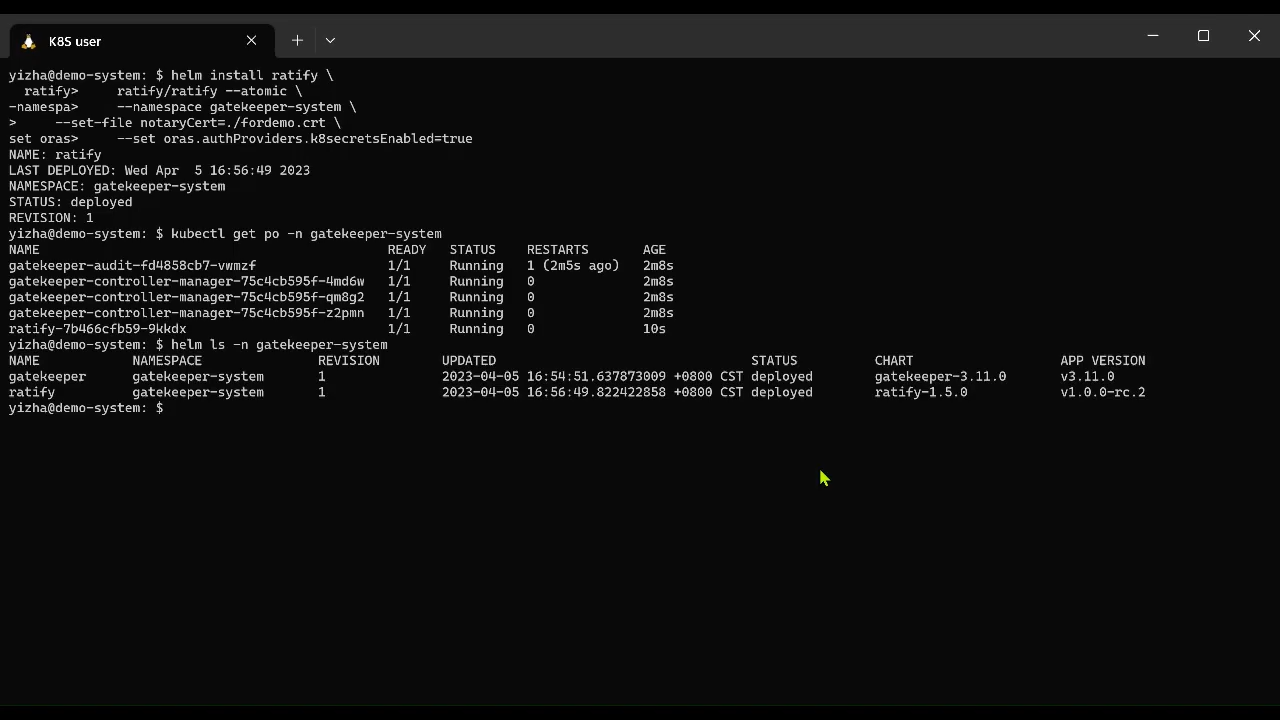 K8S user
yizha@demo-system: $ helm install ratify \
  ratify>     ratify/ratify --atomic \
-namespa>     --namespace gatekeeper-system \
>     --set-file notaryCert=./fordemo.crt \
set oras>     --set oras.authProviders.k8secretsEnabled=true
NAME: ratify
LAST DEPLOYED: Wed Apr  5 16:56:49 2023
NAMESPACE: gatekeeper-system
STATUS: deployed
REVISION: 1
yizha@demo-system: $ kubectl get po -n gatekeeper-system
NAME                                             READY   STATUS    RESTARTS       AGE
gatekeeper-audit-fd4858cb7-vwmzf                 1/1     Running   1 (2m5s ago)   2m8s
gatekeeper-controller-manager-75c4cb595f-4md6w   1/1     Running   0              2m8s
gatekeeper-controller-manager-75c4cb595f-qm8g2   1/1     Running   0              2m8s
gatekeeper-controller-manager-75c4cb595f-z2pmn   1/1     Running   0              2m8s
ratify-7b466cfb59-9kkdx                          1/1     Running   0              10s
yizha@demo-system: $ helm ls -n gatekeeper-system
NAME            NAMESPACE               REVISION        UPDATED                                 STATUS          CHART                   APP VERSION
gatekeeper      gatekeeper-system       1               2023-04-05 16:54:51.637873009 +0800 CST deployed        gatekeeper-3.11.0       v3.11.0
ratify          gatekeeper-system       1               2023-04-05 16:56:49.822422858 +0800 CST deployed        ratify-1.5.0            v1.0.0-rc.2
yizha@demo-system: $